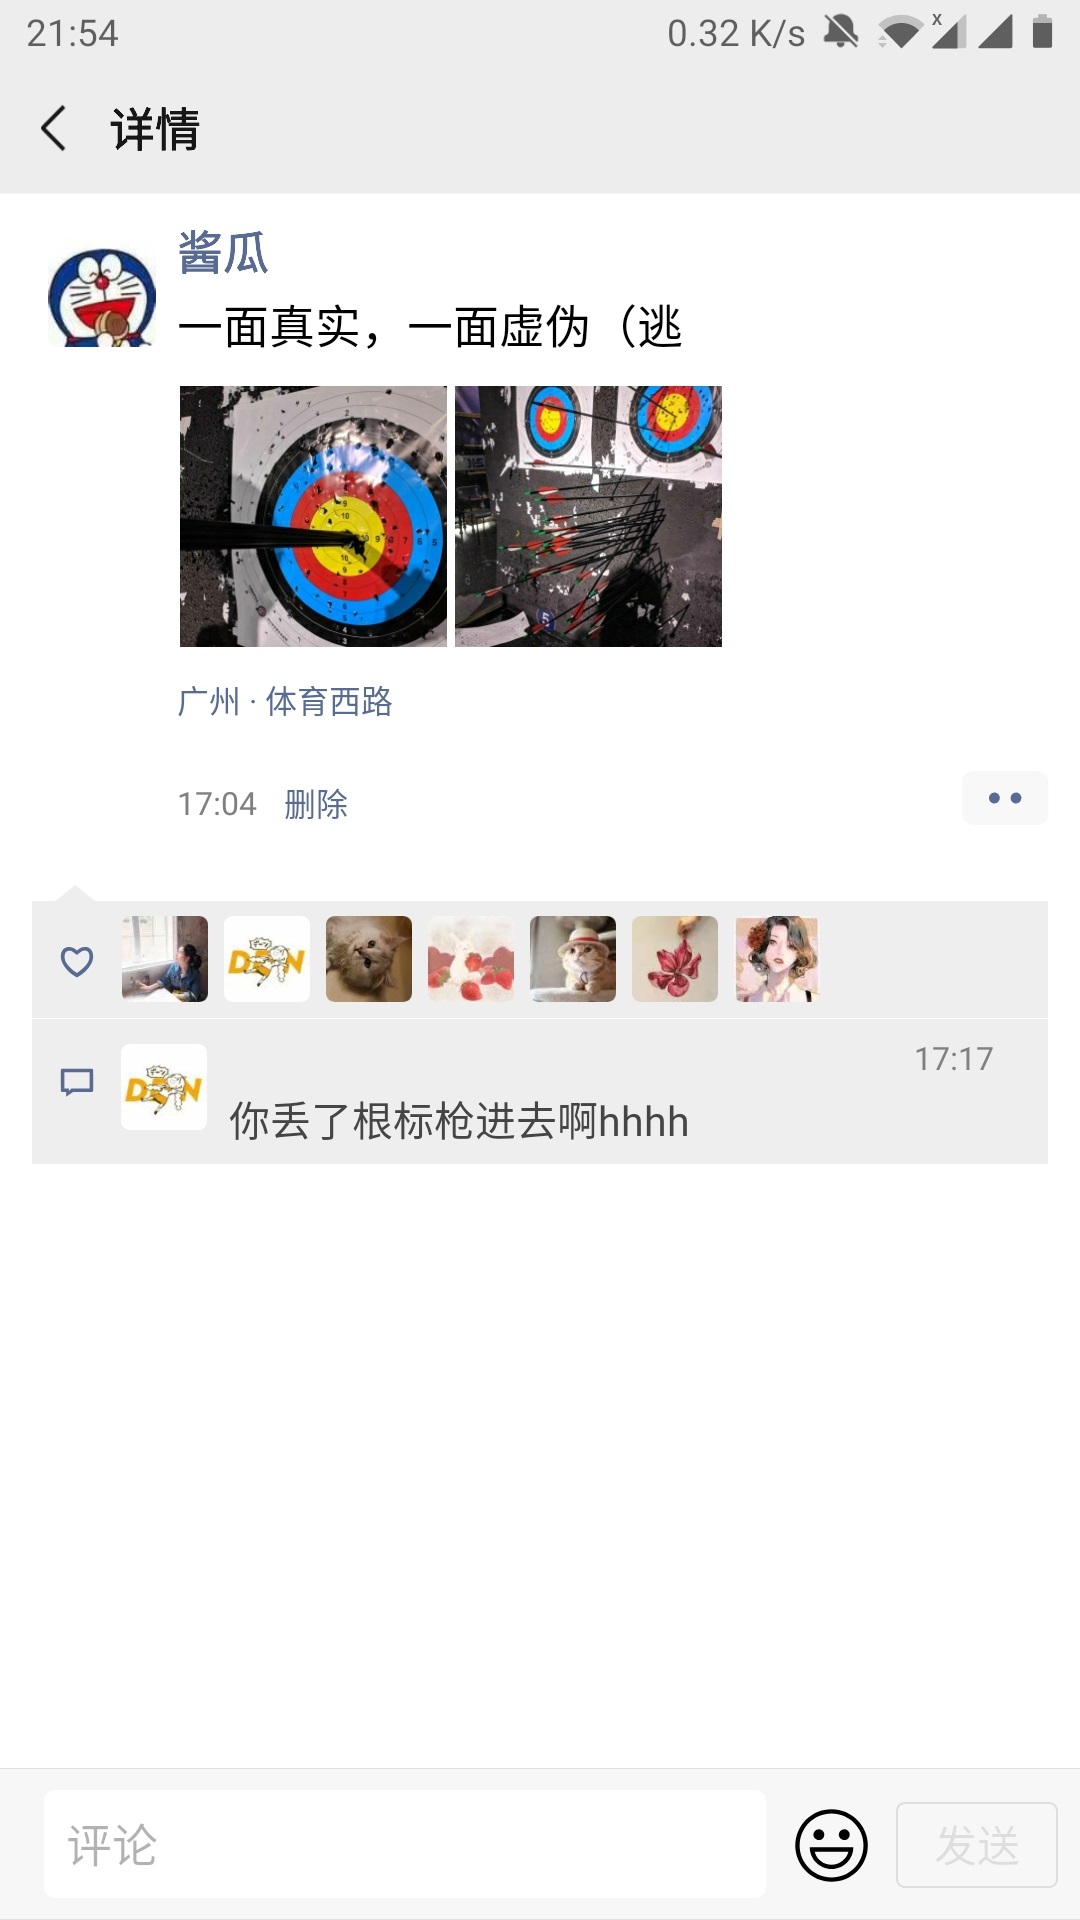 21:54 0.32 K/s x
详情
酱瓜
一面真实，一面虚伪（逃
广州 · 体育西路
17:04 删除
17:17
你丢了根标枪进去啊hhhh
评论 发送